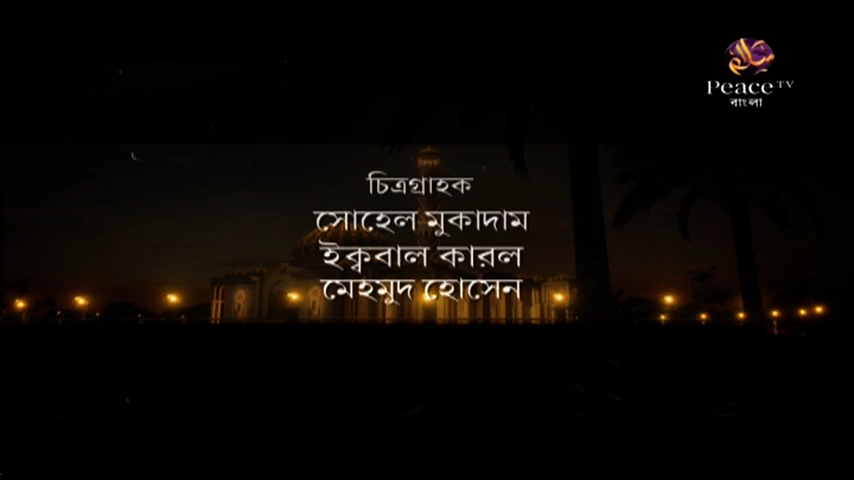 Peace TV
বাংলা
চিত্রগ্রাহক
সোহেল মুকাদাম
ইক্ববাল কারল
মেহমুদ হোসেন